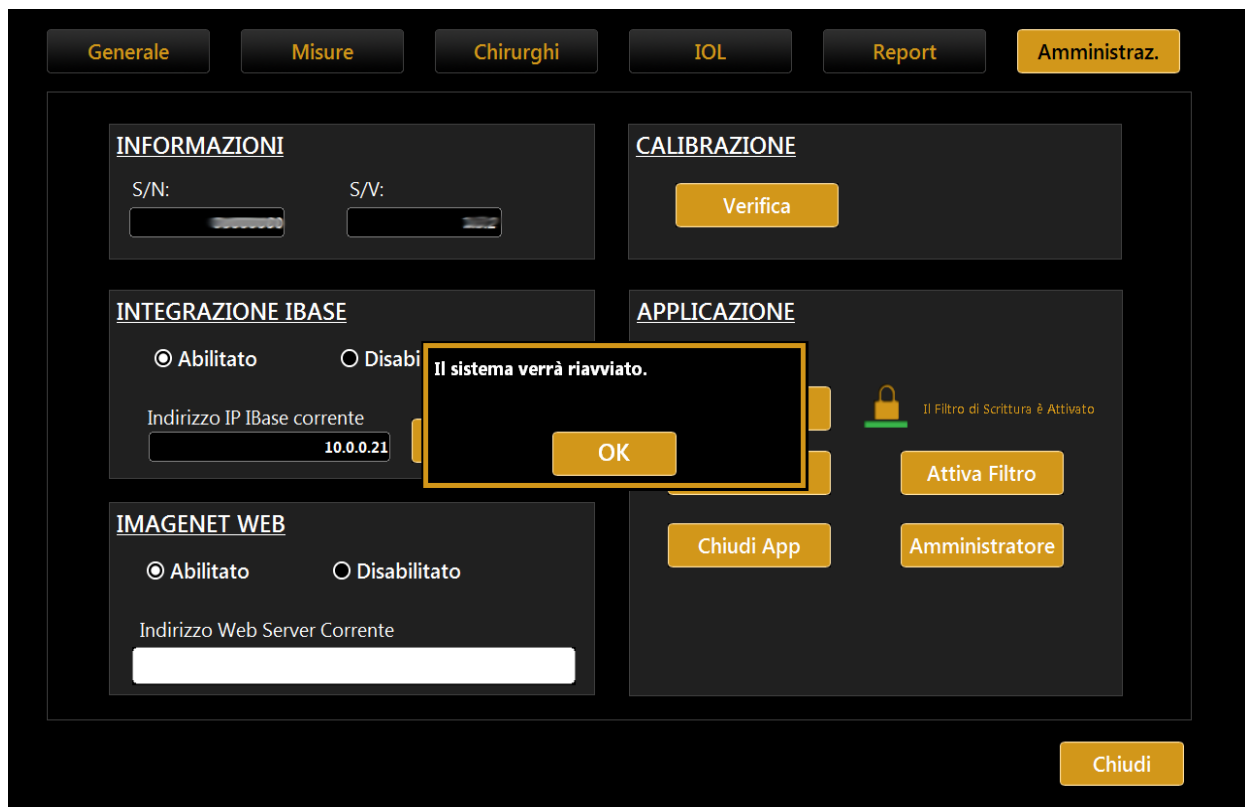 Generale Misure Chirurghi IOL Report Amministraz.
INFORMAZIONI
S/N: S/V:
CALIBRAZIONE
Verifica
INTEGRAZIONE IBASE
Abilitato Disabi
Indirizzo IP IBase corrente
10.0.0.21
APPLICAZIONE
Il Filtro di Scrittura è Attivato
Attiva Filtro
Chiudi App Amministratore
Il sistema verrà riavviato.
OK
IMAGENET WEB
Abilitato Disabilitato
Indirizzo Web Server Corrente
Chiudi